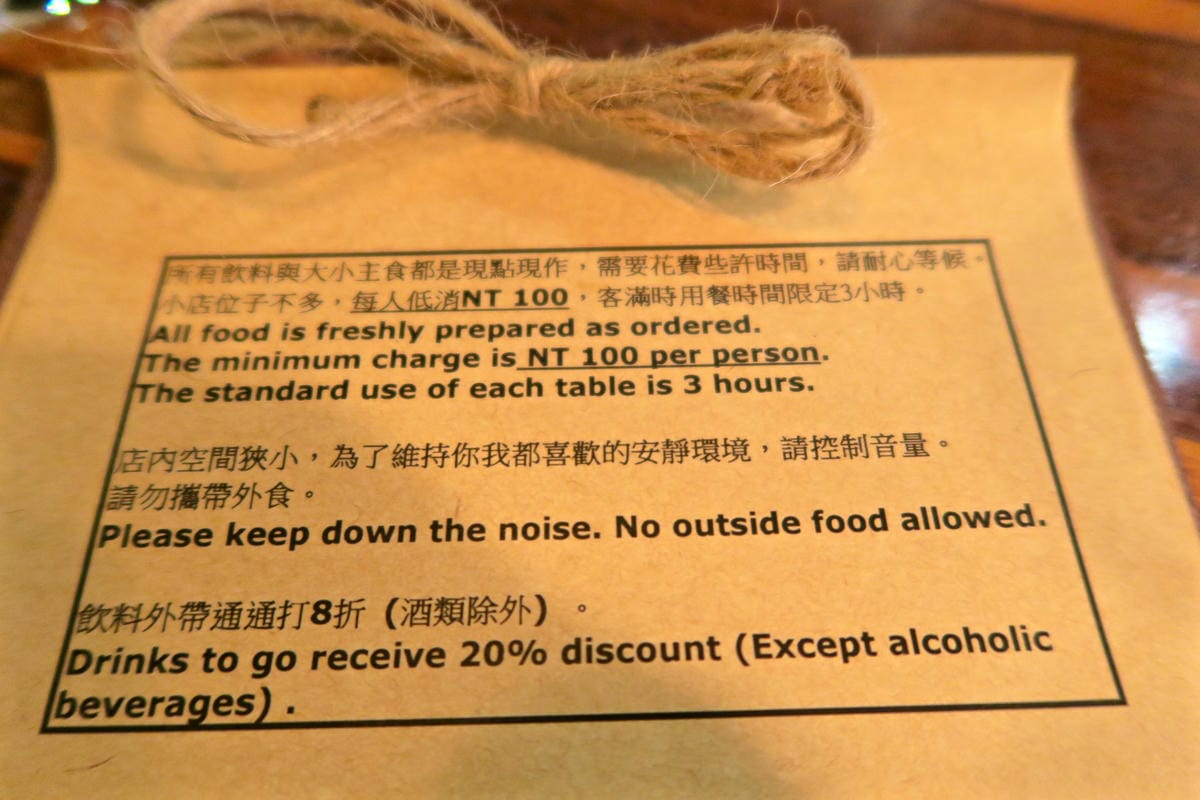 所有飲料與大小主食都是現點現作，需要花費些許時間，請耐心等候。
小店位子不多，每人低消NT 100，客滿時用餐時間限定3小時。
All food is freshly prepared as ordered.
The minimum charge is NT 100 per person.
The standard use of each table is 3 hours.
店內空間狹小，為了維持你我都喜歡的安靜環境，請控制音量。
請勿攜帶外食。
Please keep down the noise. No outside food allowed.
飲料外帶通通打8折 (酒類除外) 。
Drinks to go receive 20% discount (Except alcoholic
beverages) .